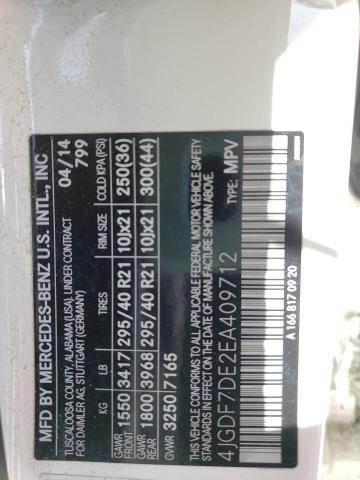 MFD BY MERCEDES-BENZ U.S. INTL., INC
TUSCALOOSA COUNTY, ALABAMA (USA), UNDER CONTRACT 04/14
FOR DAIMLER AG, STUTTGART (GERMANY) 799
KG LB TIRES RIM SIZE COLD KPA (PSI)
GAWR FRONT 1550 3417 295/40 R21 10Jx21 250(36)
GAWR REAR 1800 3968 295/40 R21 10Jx21 300(44)
GVWR 3250 7165
THIS VEHICLE CONFORMS TO ALL APPLICABLE FEDERAL MOTOR VEHICLE SAFETY
STANDARDS IN EFFECT ON THE DATE OF MANUFACTURE SHOWN ABOVE.
TYPE: MPV
4JGDF7DE2EA409712
A 166 817 09 20